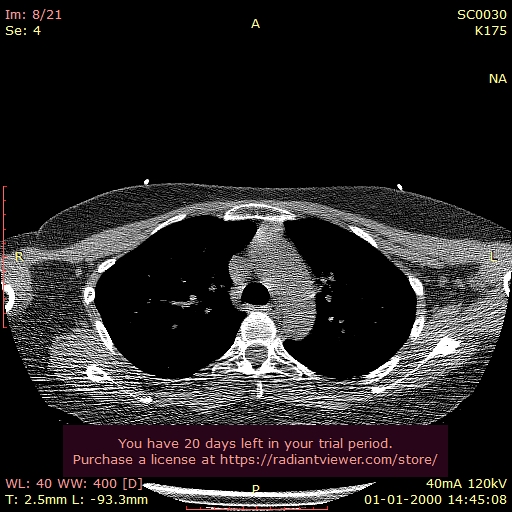 Im: 8/21
Se: 4
A
SC0030
K175
NA
R
L
You have 20 days left in your trial period.
Purchase a license at https://radiantviewer.com/store/
WL: 40 WW: 400 [D]
T: 2.5mm L: -93.3mm
P
40mA 120kV
01-01-2000 14:45:08